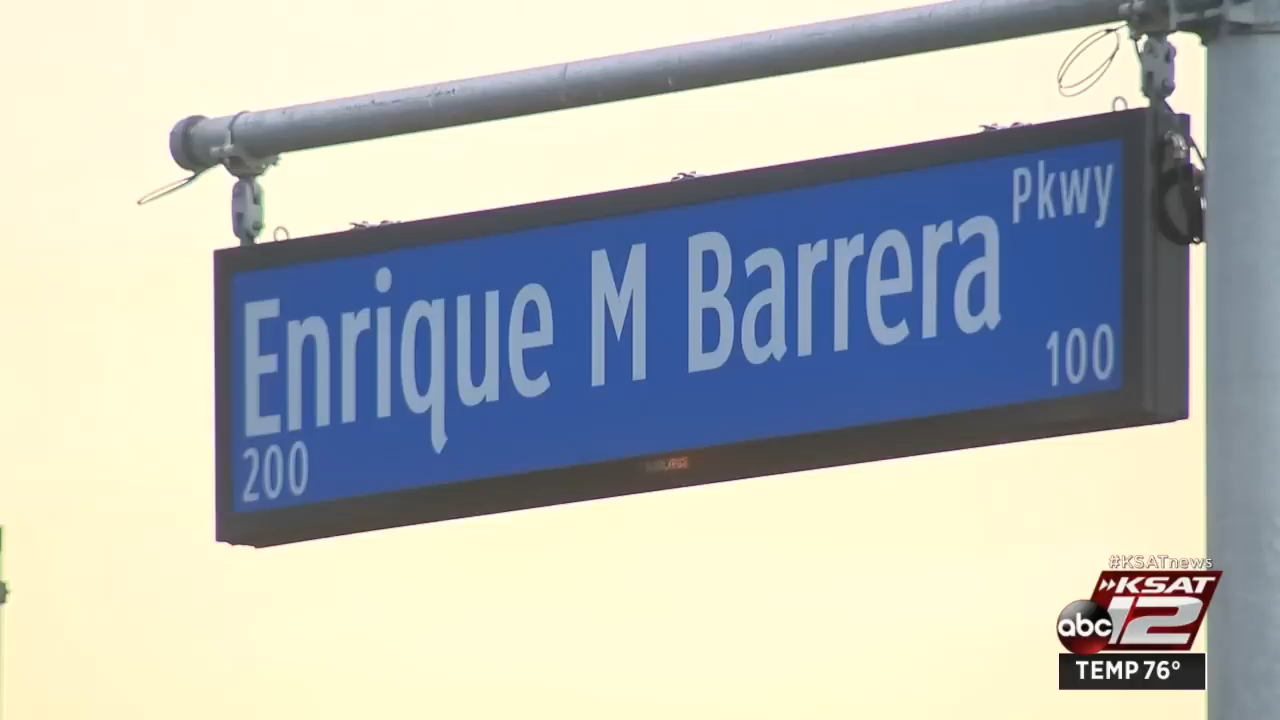 Pkwy
Enrique M Barrera
200
100
#KSATnews
KSAT
abc 12
TEMP 76°